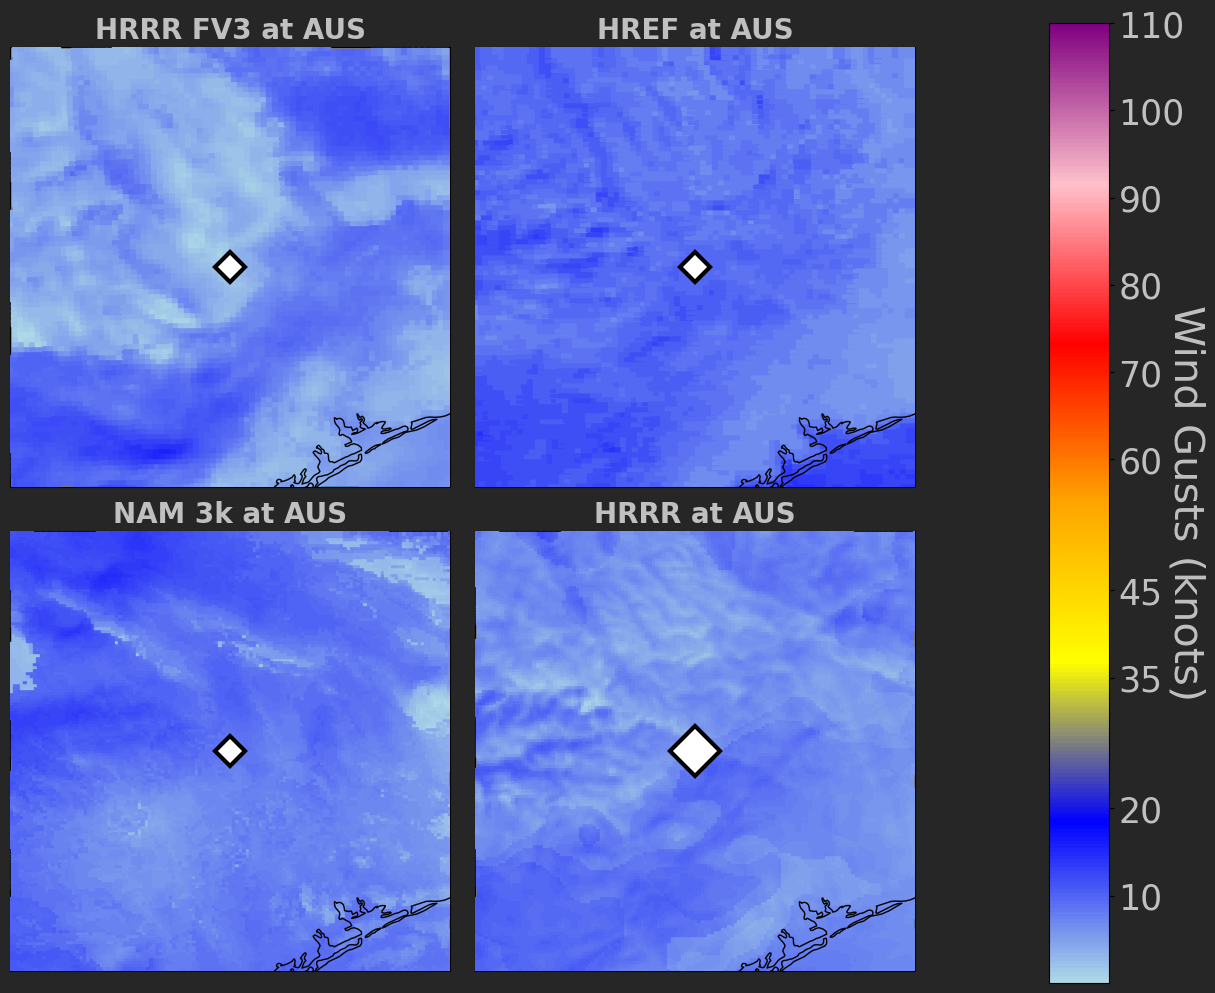 HRRR FV3 at AUS
HREF at AUS
NAM 3k at AUS
HRRR at AUS
110
100
90
80
70
60
45
35
20
10
Wind Gusts (knots)